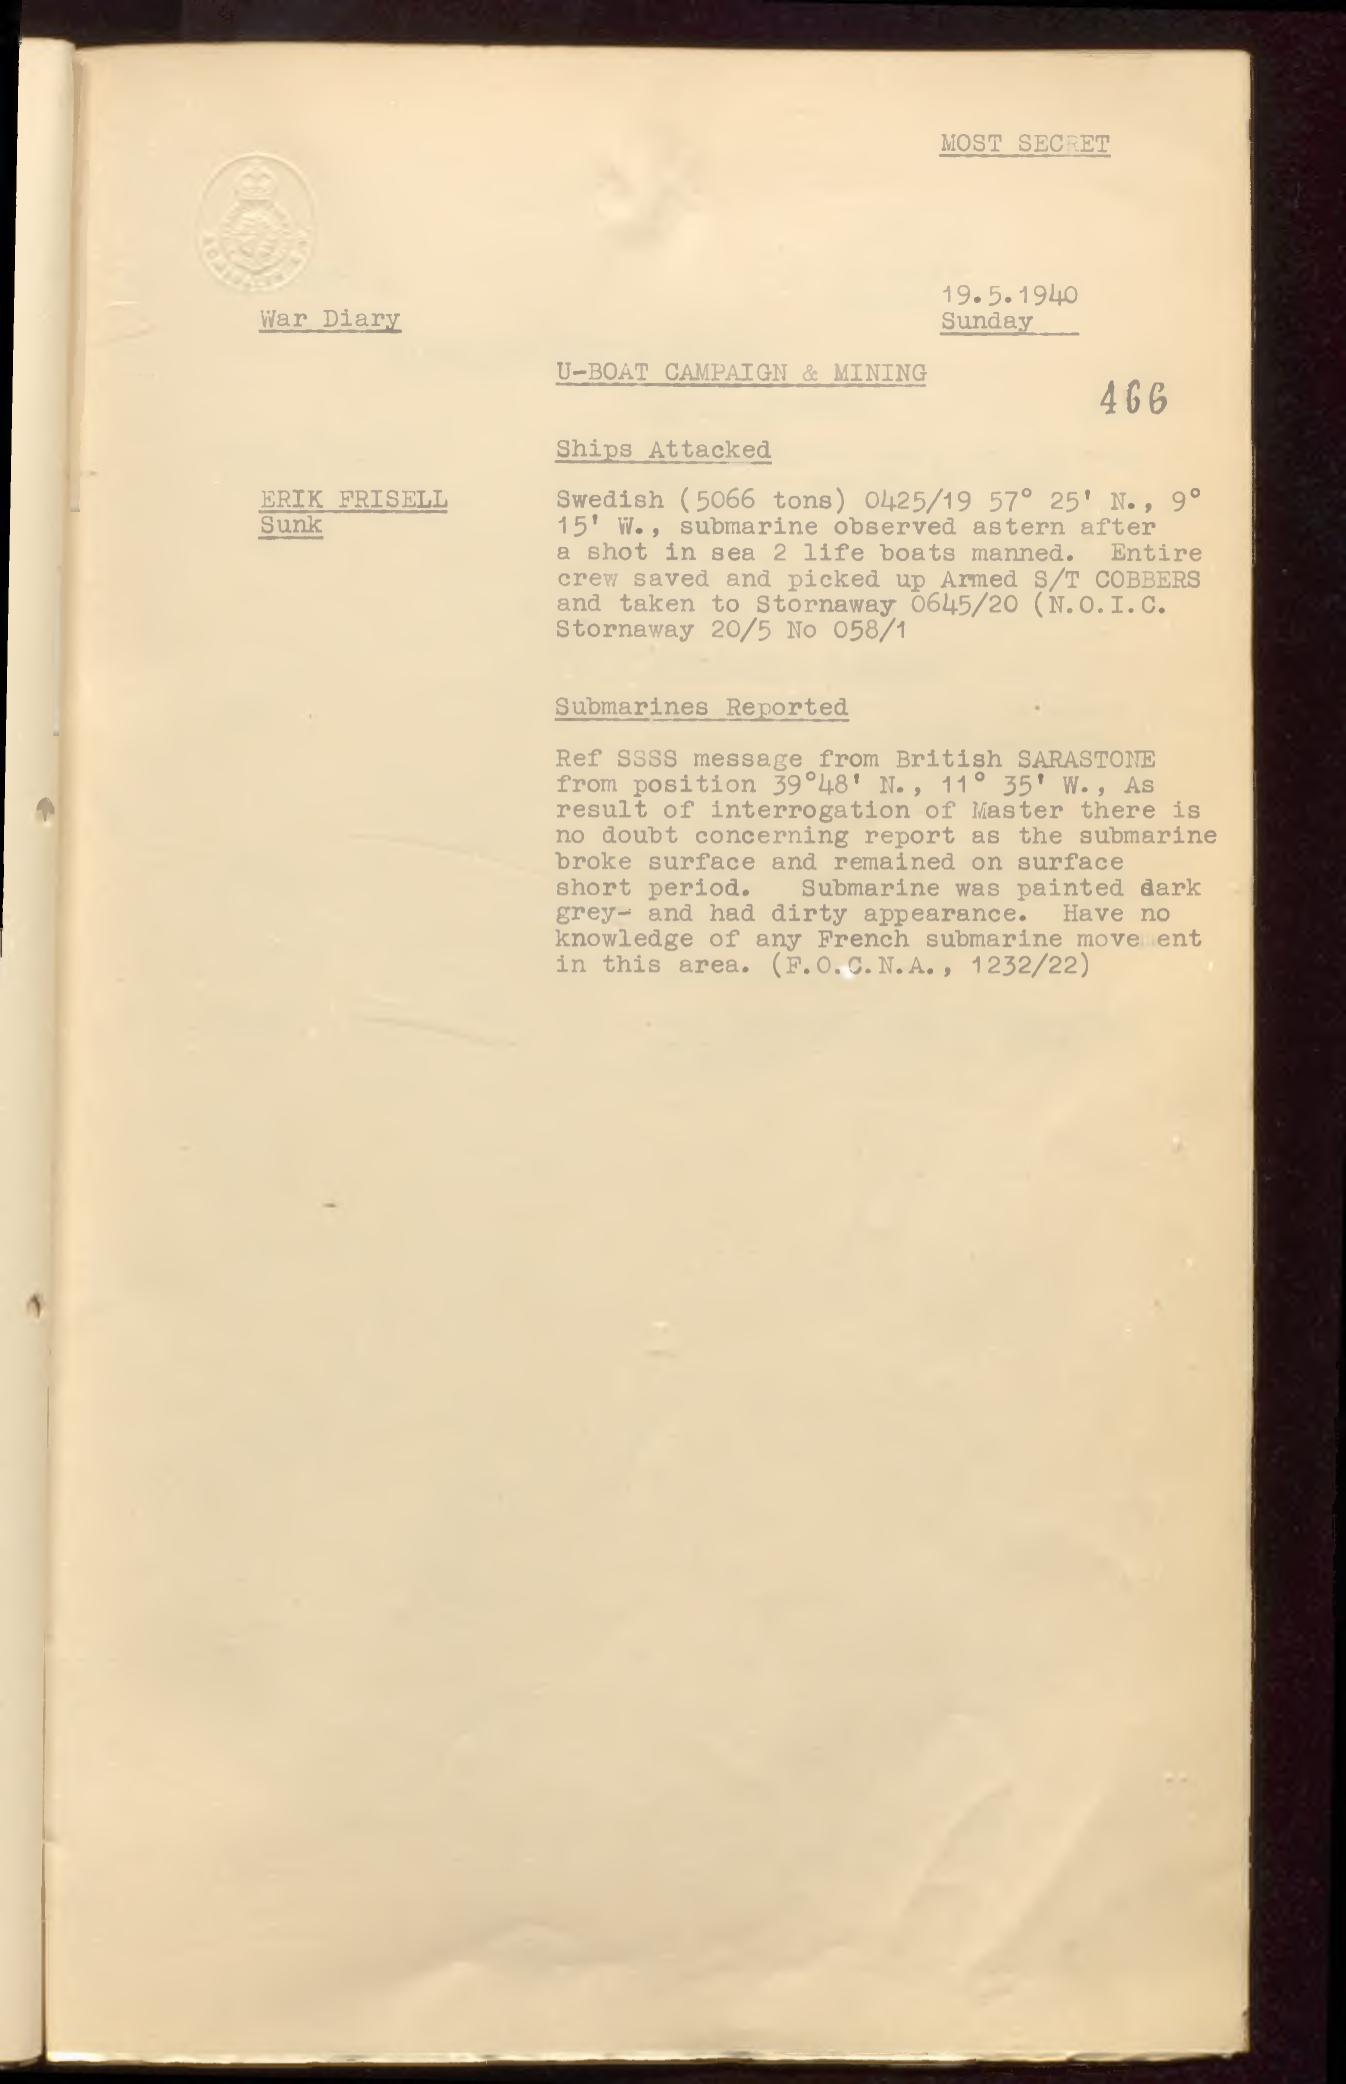 MOST SECRET
19.5.1940
War Diary
Sunday
U-BOAT CAMPAIGN & MINING
466
Ships Attacked
ERIK FRISELL
Sunk
Swedish (5066 tons) 0425/19 57° 25' N., 9°
15' W., submarine observed astern after
a shot in sea 2 life boats manned. Entire
crew saved and picked up Armed S/T COBBERS
and taken to Stornaway 0645/20 (N.O.I.C.
Stornaway 20/5 No 058/1
Submarines Reported
Ref SSSS message from British SARASTONE
from position 39°48' N., 11° 35' W., As
result of interrogation of Master there is
no doubt concerning report as the submarine
broke surface and remained on surface
short period. Submarine was painted dark
grey- and had dirty appearance. Have no
knowledge of any French submarine move ent
in this area. (F.O.C.N.A., 1232/22)